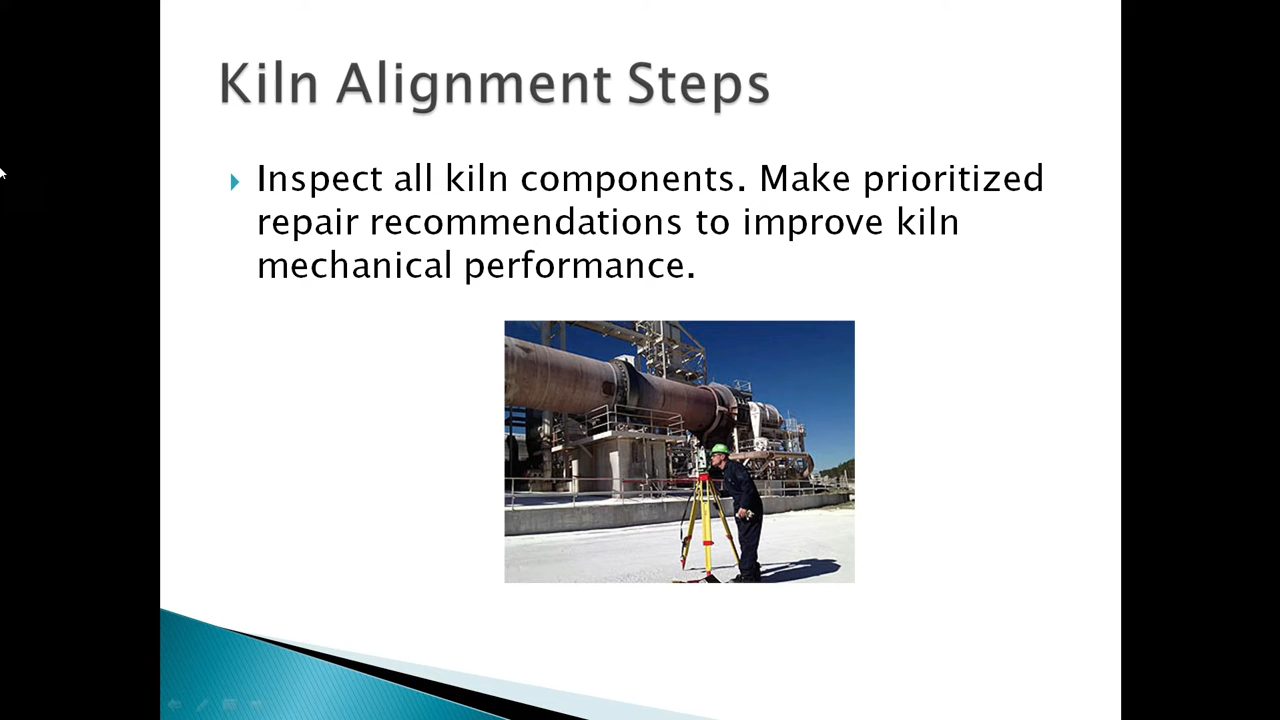 Kiln Alignment Steps
Inspect all kiln components. Make prioritized
repair recommendations to improve kiln
mechanical performance.